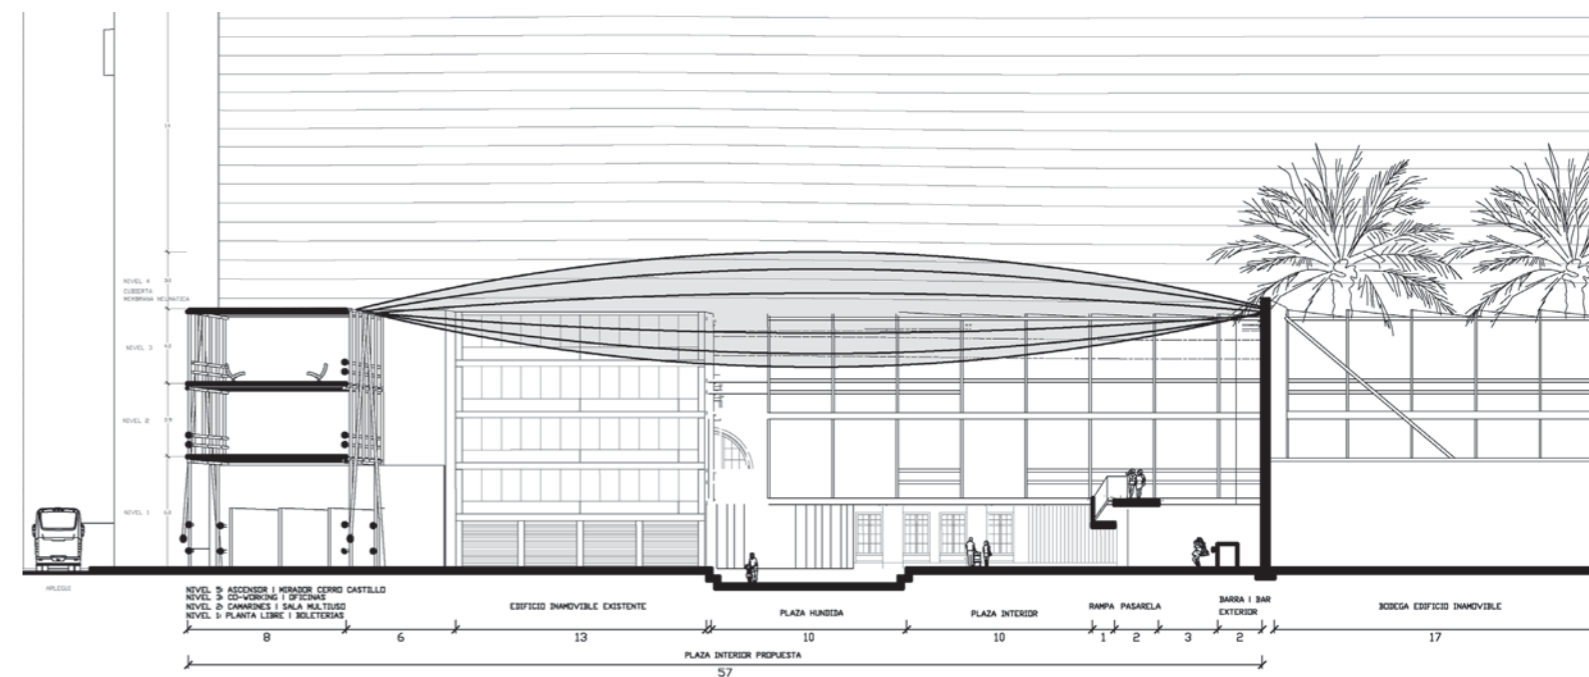 NIVEL 4
CUBIERTA
MEMBRANA NEUMATICA
NIVEL 3
NIVEL 2
NIVEL 1
ARLEGUI
NIVEL 5: ASCENSOR | MIRADOR CERRO CASTILLO
NIVEL 3: CO-WORKING | OFICINAS
NIVEL 2: CAMARINES | SALA MULTIUSO
NIVEL 1: PLANTA LIBRE | BOLETERIAS
EDIFICIO INAMOVIBLE EXISTENTE
PLAZA HUNDIDA
PLAZA INTERIOR
RAMPA PASARELA
BARRA | BAR
EXTERIOR
BODEGA EDIFICIO INAMOVIBLE
8 6 13 10 10 1 2 3 2 17
PLAZA INTERIOR PROPUESTA
57